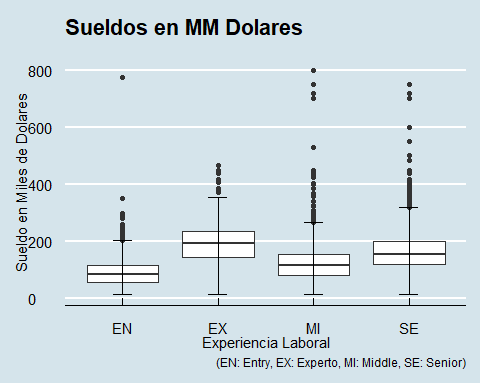 Sueldos en MM Dolares
Sueldo en Miles de Dolares
800
600
400
200
0
EN EX MI SE
Experiencia Laboral
(EN: Entry, EX: Experto, MI: Middle, SE: Senior)